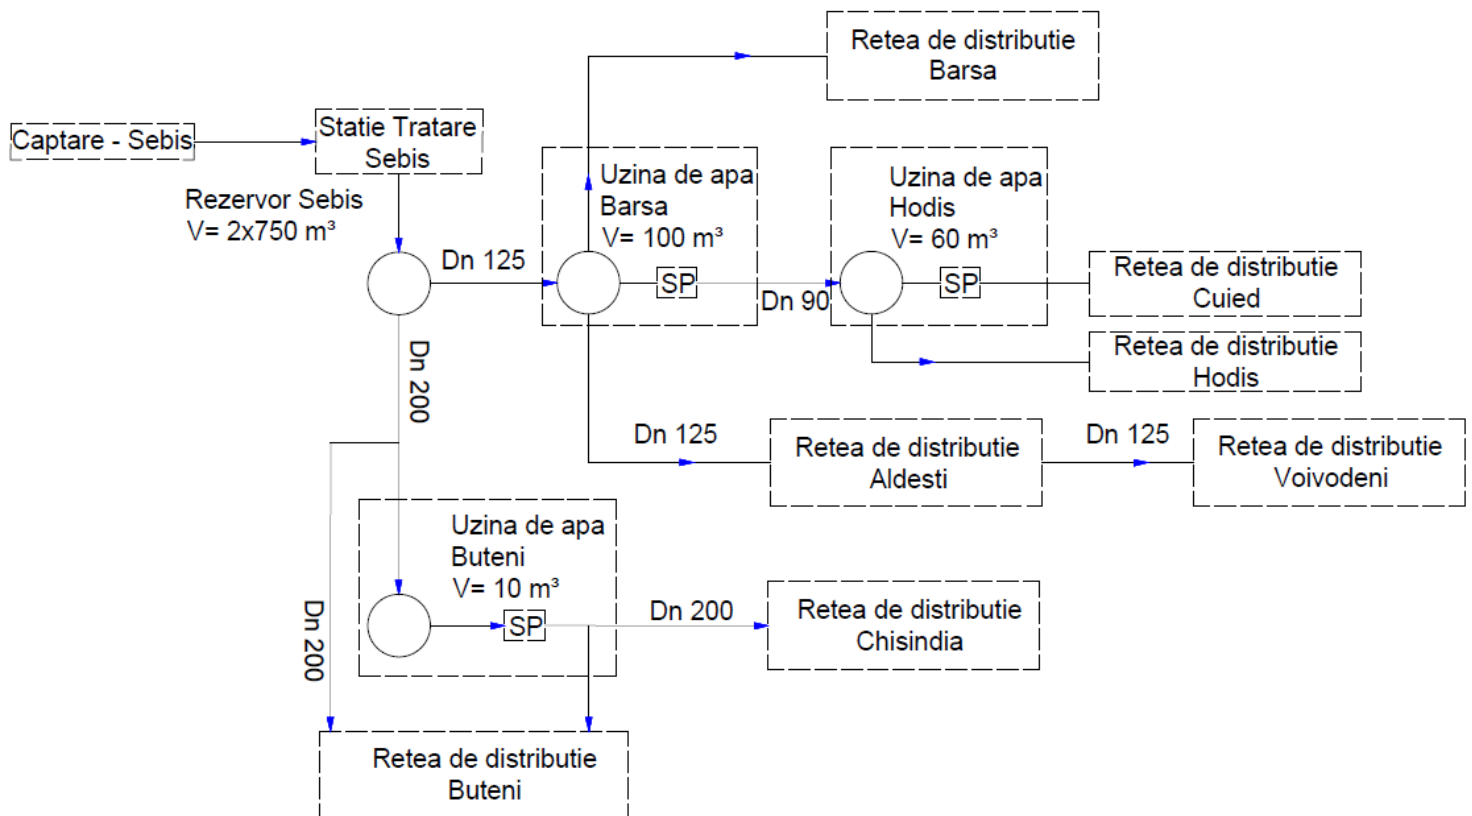 Retea de distributie
Barsa
Captare - Sebis
Statie Tratare
Sebis
Rezervor Sebis
V= 2x750 m³
Uzina de apa
Barsa
V= 100 m³
Uzina de apa
Hodis
V= 60 m³
Dn 125
SP
Dn 90
SP
Retea de distributie
Cuied
Retea de distributie
Hodis
Dn 200
Dn 125
Retea de distributie
Aldesti
Dn 125
Retea de distributie
Voivodeni
Uzina de apa
Buteni
V= 10 m³
SP
Dn 200
Retea de distributie
Chisindia
Dn 200
Retea de distributie
Buteni